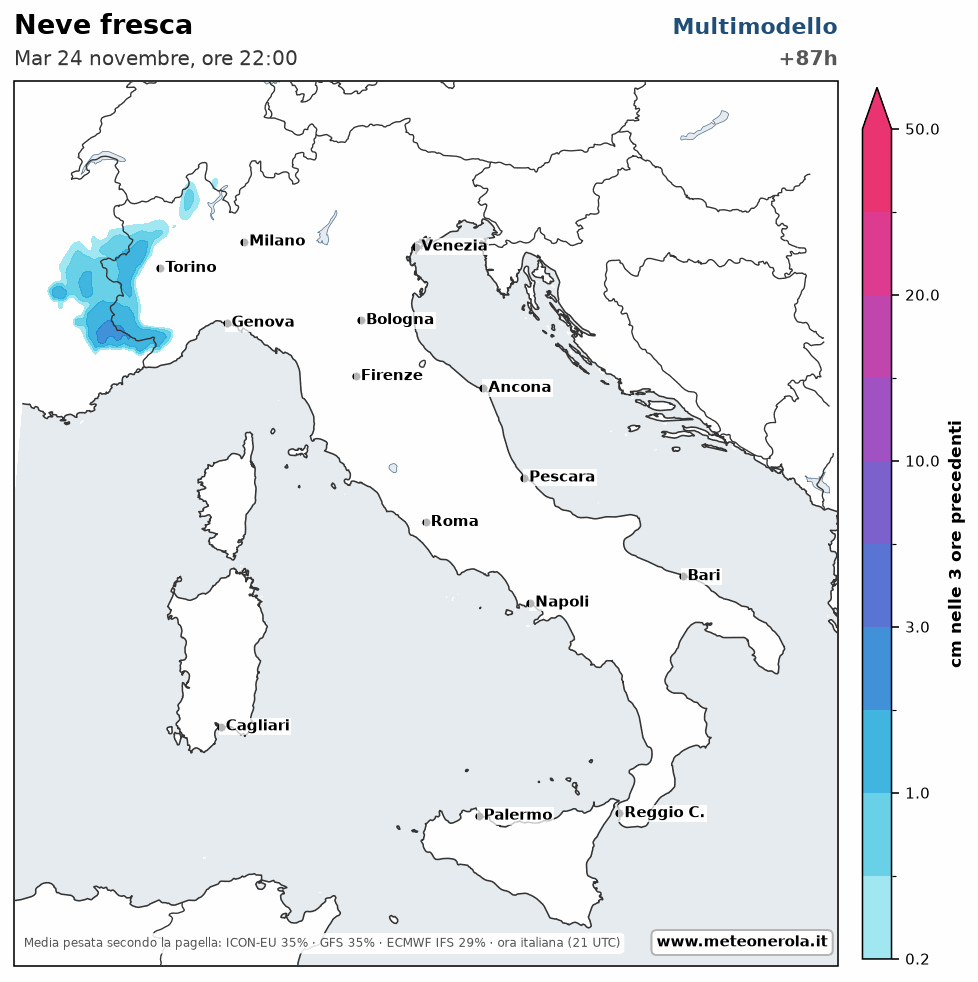 Neve fresca
Multimodello
Mar 24 novembre, ore 22:00
+87h
50.0
20.0
10.0
3.0
1.0
0.2
cm nelle 3 ore precedenti
Milano
Venezia
Torino
Genova
Bologna
Firenze
Ancona
Pescara
Roma
Bari
Napoli
Cagliari
Palermo
Reggio C.
Media pesata secondo la pagella: ICON-EU 35% · GFS 35% · ECMWF IFS 29% · ora italiana (21 UTC)
www.meteonerola.it